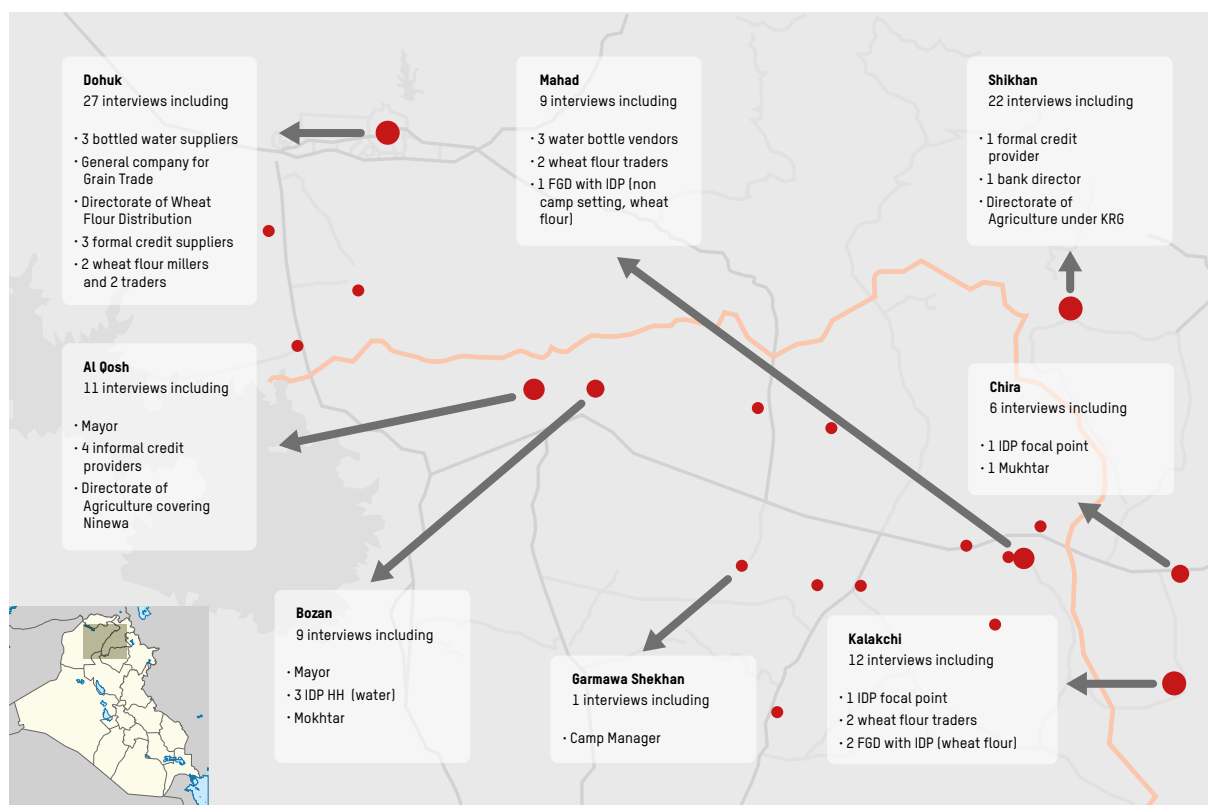 Dohuk
27 interviews including
· 3 bottled water suppliers
· General company for
Grain Trade
· Directorate of Wheat
Flour Distribution
· 3 formal credit suppliers
· 2 wheat flour millers
and 2 traders
Mahad
9 interviews including
· 3 water bottle vendors
· 2 wheat flour traders
· 1 FGD with IDP (non
camp setting, wheat
flour)
Shikhan
22 interviews including
· 1 formal credit
provider
· 1 bank director
· Directorate of
Agriculture under KRG
Al Qosh
11 interviews including
· Mayor
· 4 informal credit
providers
· Directorate of
Agriculture covering
Ninewa
Chira
6 interviews including
· 1 IDP focal point
· 1 Mukhtar
Bozan
9 interviews including
· Mayor
· 3 IDP HH (water)
· Mokhtar
Garmawa Shekhan
1 interviews including
· Camp Manager
Kalakchi
12 interviews including
· 1 IDP focal point
· 2 wheat flour traders
· 2 FGD with IDP (wheat flour)